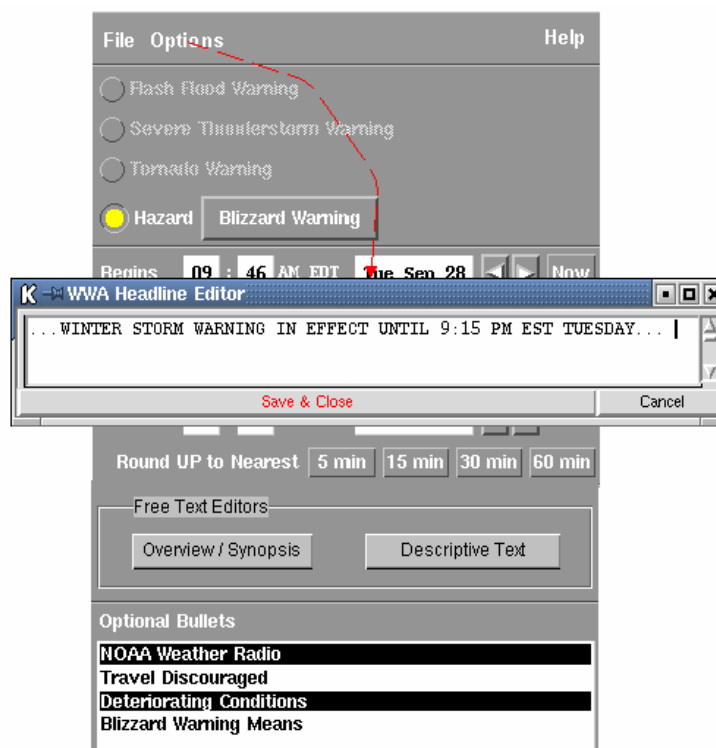 File Options Help
Flash Flood Warning
Severe Thunderstorm Warning
Tornado Warning
Hazard Blizzard Warning
Begins 09 : 46 AM EDT Tue Sep 28 Now
WWA Headline Editor
...WINTER STORM WARNING IN EFFECT UNTIL 9:15 PM EST TUESDAY...
Save & Close Cancel
Round UP to Nearest 5 min 15 min 30 min 60 min
Free Text Editors
Overview / Synopsis Descriptive Text
Optional Bullets
NOAA Weather Radio
Travel Discouraged
Deteriorating Conditions
Blizzard Warning Means